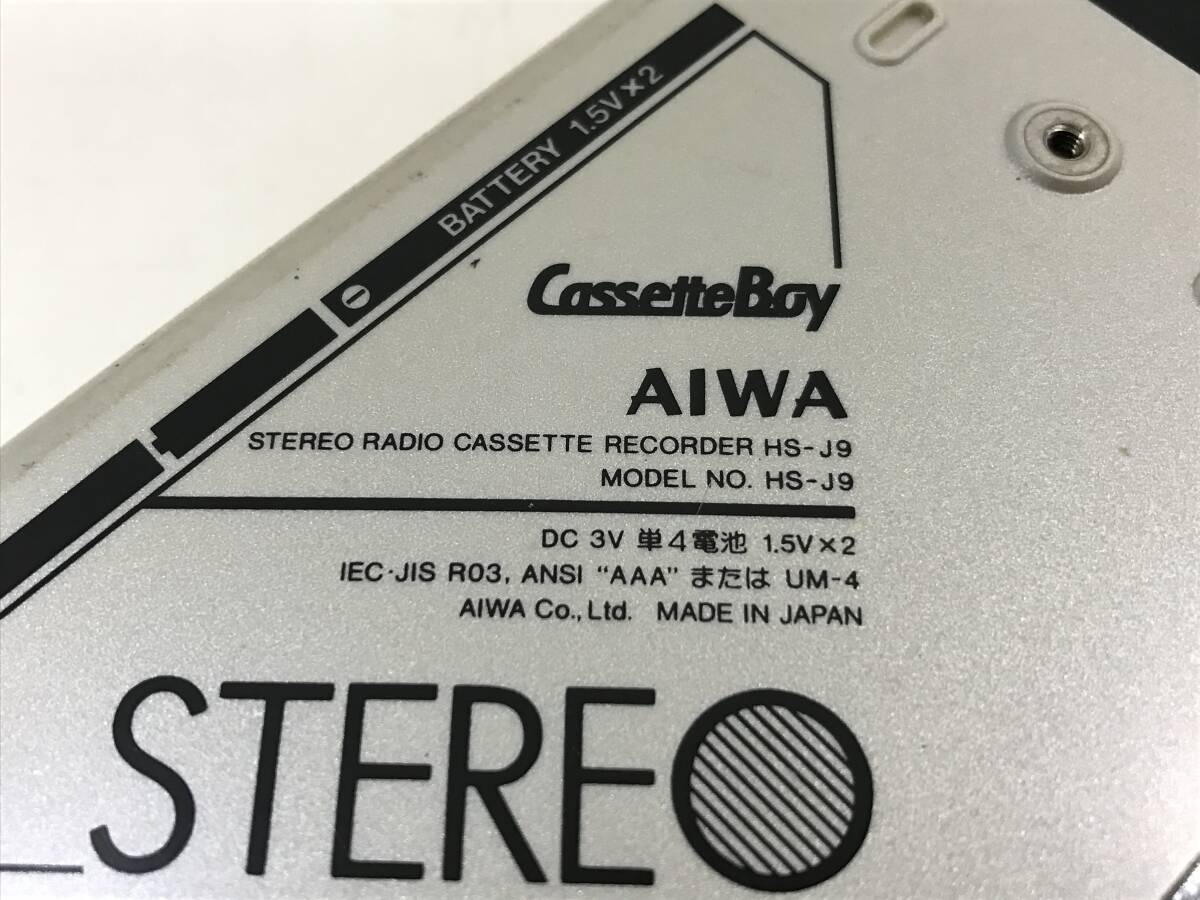 BATTERY 1.5V×2
CassetteBoy
AIWA
STEREO RADIO CASSETTE RECORDER HS-J9
MODEL NO. HS-J9
DC 3V 単4電池 1.5V×2
IEC·JIS R03, ANSI “AAA” または UM-4
AIWA Co., Ltd. MADE IN JAPAN
STEREO